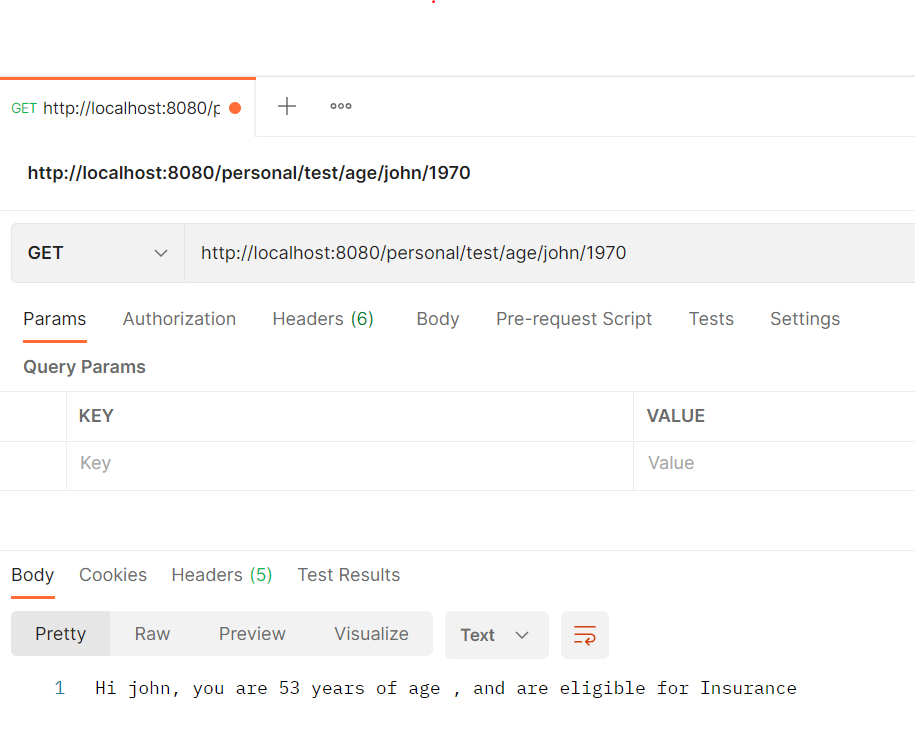 GET http://localhost:8080/p
http://localhost:8080/personal/test/age/john/1970
GET http://localhost:8080/personal/test/age/john/1970
Params Authorization Headers (6) Body Pre-request Script Tests Settings
Query Params
KEY VALUE
Key Value
Body Cookies Headers (5) Test Results
Pretty Raw Preview Visualize Text
1 Hi john, you are 53 years of age , and are eligible for Insurance